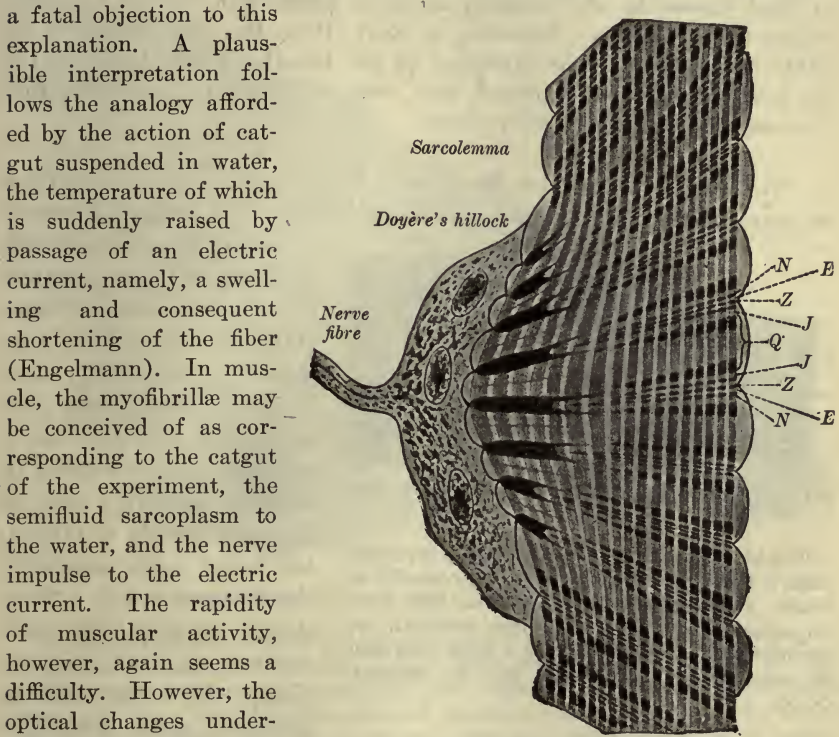 a fatal objection to this
explanation. A plaus-
ible interpretation fol-
lows the analogy afford-
ed by the action of cat-
gut suspended in water,
the temperature of which
is suddenly raised by
passage of an electric
current, namely, a swell-
ing and consequent
shortening of the fiber
(Engelmann). In mus-
cle, the myofibrillæ may
be conceived of as cor-
responding to the catgut
of the experiment, the
semifluid sarcoplasm to
the water, and the nerve
impulse to the electric
current. The rapidity
of muscular activity,
however, again seems a
difficulty. However, the
optical changes under-
Sarcolemma
Doyère's hillock
Nerve
fibre
N
E
Z
J
Q
J
Z
E
N